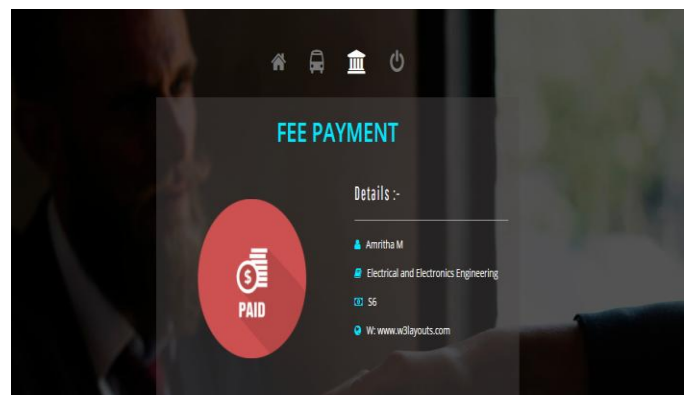 FEE PAYMENT
Details :-
Amritha M
Electrical and Electronics Engineering
S6
W: www.w3layouts.com
$
PAID